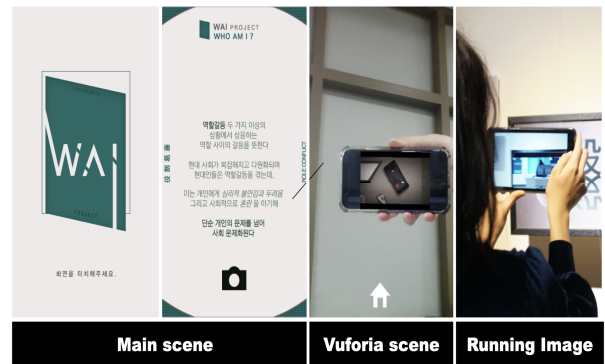 WAI
화면을 터치해주세요.
WAI PROJECT
WHO AM I ?
역할갈등 두 가지 이상의
상황에서 상응하는
역할 사이의 갈등을 뜻한다
현대 사회가 복잡해지고 다원화되며
현대인들은 역할갈등을 겪는데,
이는 개인에게 심리적 불안감과 두려움
그리고 사회적으로 혼란 을 야기해
단순 개인의 문제를 넘어
사회 문제화된다
ROLE CONFLICT
Main scene
Vuforia scene
Running Image